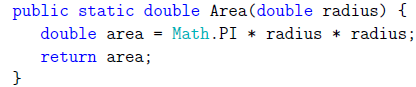 public static double Area(double radius) {
   double area = Math.PI * radius * radius;
   return area;
}